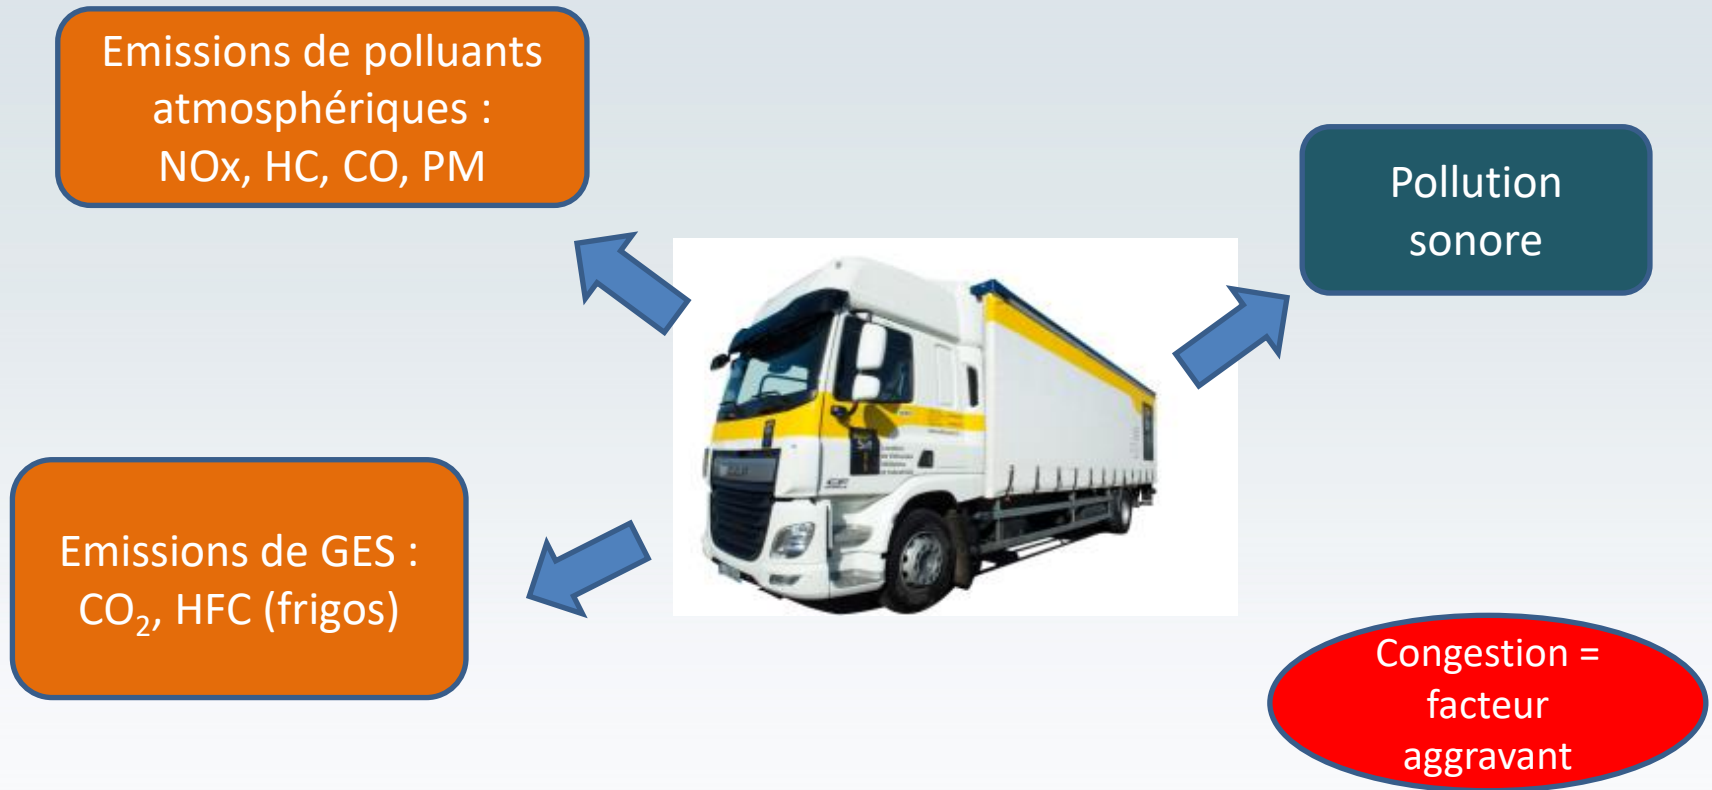 Emissions de polluants
atmosphériques :
NOx, HC, CO, PM
Pollution
sonore
Emissions de GES :
CO₂, HFC (frigos)
Congestion =
facteur
aggravant
CF